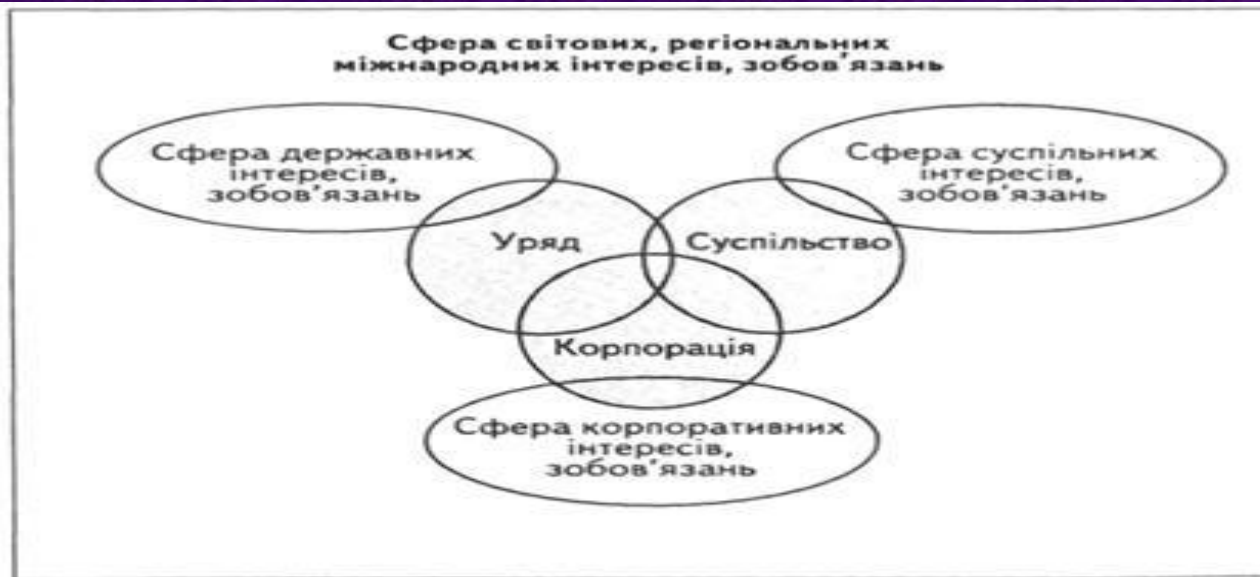 Сфера світових, регіональних
міжнародних інтересів, зобов'язань
Сфера державних
інтересів,
зобов'язань
Сфера суспільних
інтересів,
зобов'язань
Уряд
Суспільство
Корпорація
Сфера корпоративних
інтересів,
зобов'язань